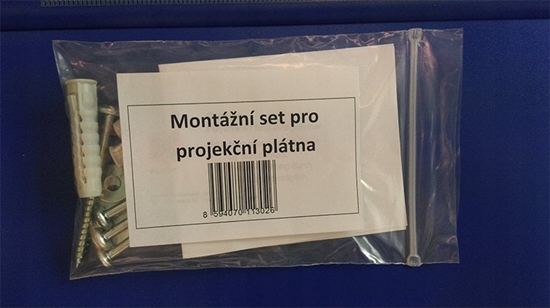 Montážní set pro
projekční plátna
8 594070 113026